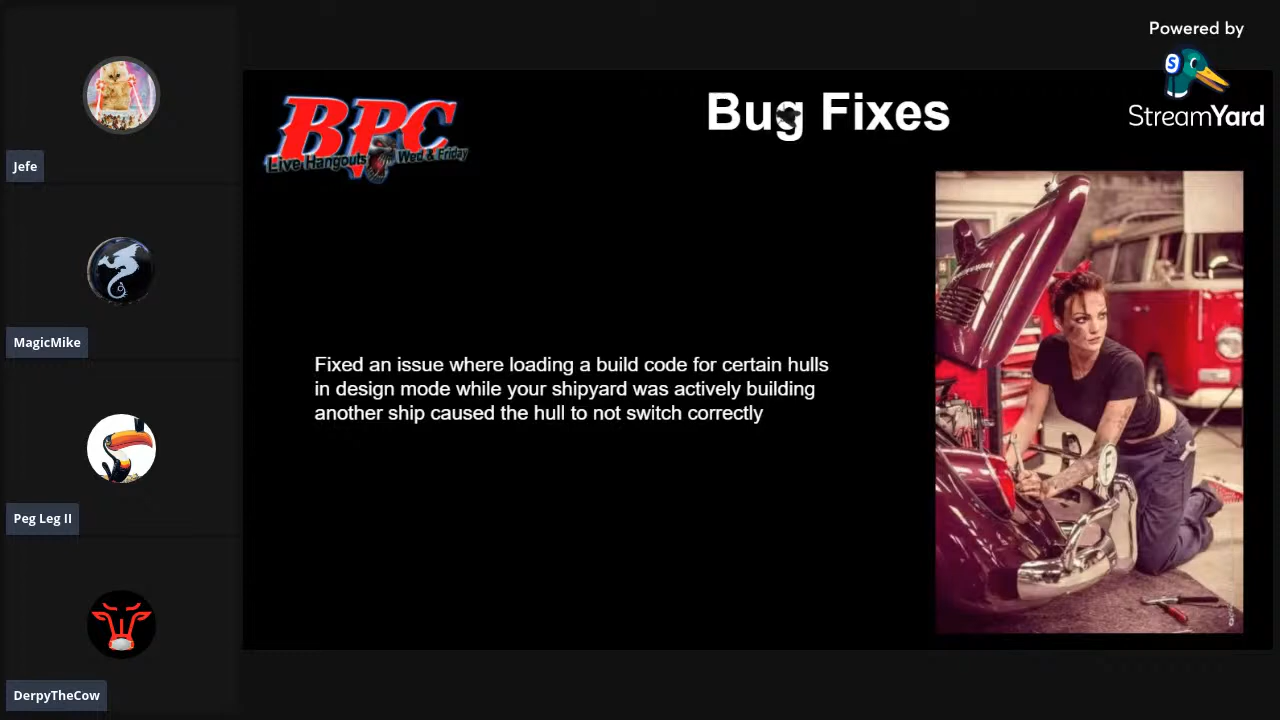 Powered by
StreamYard
Jefe
MagicMike
Peg Leg II
DerpyTheCow
BPC
Live Hangouts Wed & Friday
Bug Fixes
Fixed an issue where loading a build code for certain hulls
in design mode while your shipyard was actively building
another ship caused the hull to not switch correctly